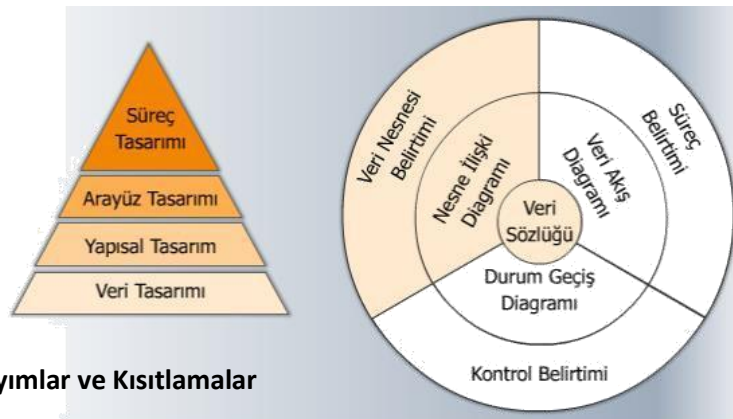 Süreç
Tasarımı
Arayüz Tasarımı
Yapısal Tasarım
Veri Tasarımı
Veri Nesnesi
Belirtimi
Nesne İlişki
Diagramı
Veri Akış
Diagramı
Süreç
Belirtimi
Veri
Sözlüğü
Durum Geçiş
Diagramı
Kontrol Belirtimi
yımlar ve Kısıtlamalar